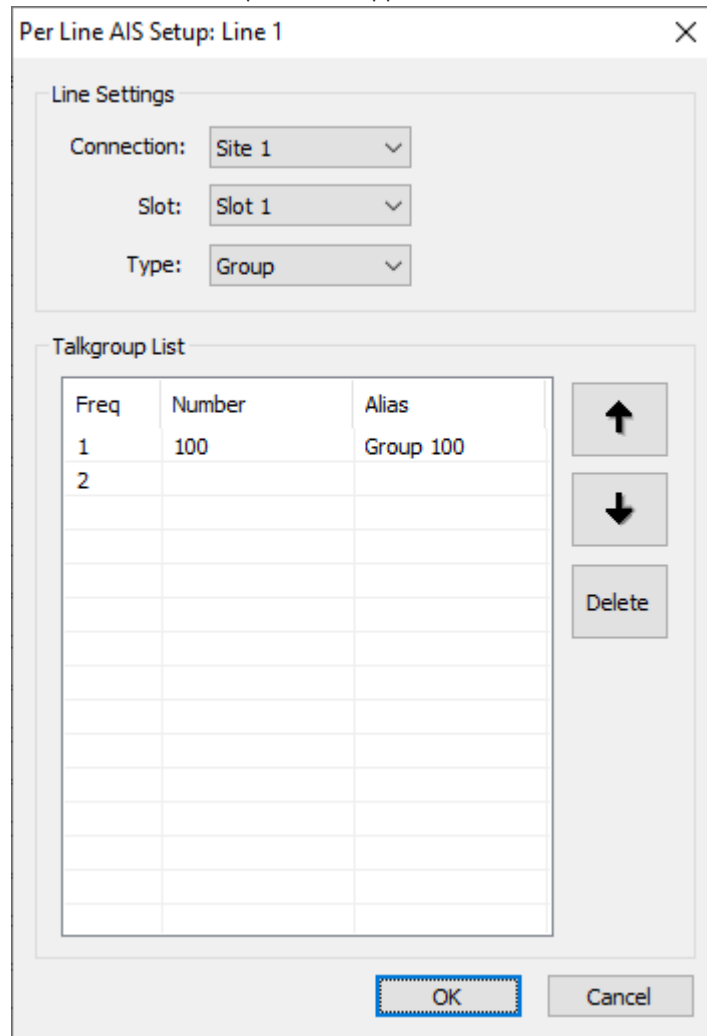 Per Line AIS Setup: Line 1
Line Settings
Connection: Site 1
Slot: Slot 1
Type: Group
Talkgroup List
Freq Number Alias
1 100 Group 100
2
Delete
OK Cancel